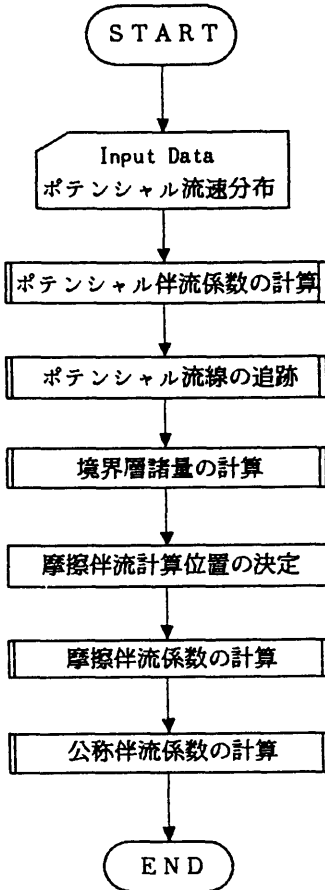 START
Input Data
ポテンシャル流速分布
ポテンシャル伴流係数の計算
ポテンシャル流線の追跡
境界層諸量の計算
摩擦伴流計算位置の決定
摩擦伴流係数の計算
公称伴流係数の計算
END